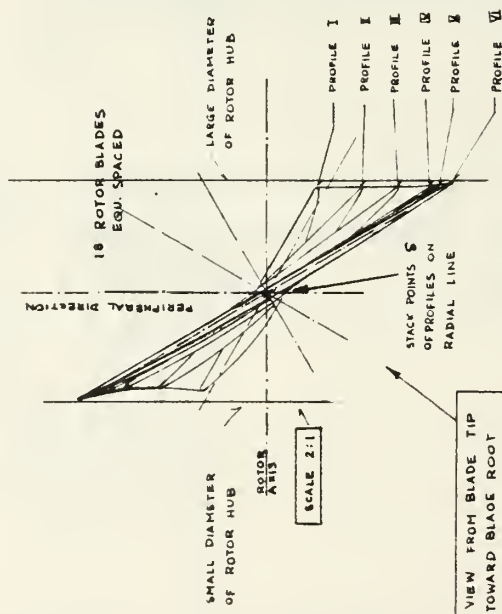 18 ROTOR BLADES
EQU. SPACED
LARGE DIAMETER
OF ROTOR HUB
PERIPHERAL DIRECTION
PROFILE I
PROFILE II
PROFILE III
PROFILE IV
PROFILE V
PROFILE VI
STACK POINTS S
OF PROFILES ON
RADIAL LINE
ROTOR
AXIS
SCALE 2:1
SMALL DIAMETER
OF ROTOR HUB
VIEW FROM BLADE TIP
TOWARD BLADE ROOT